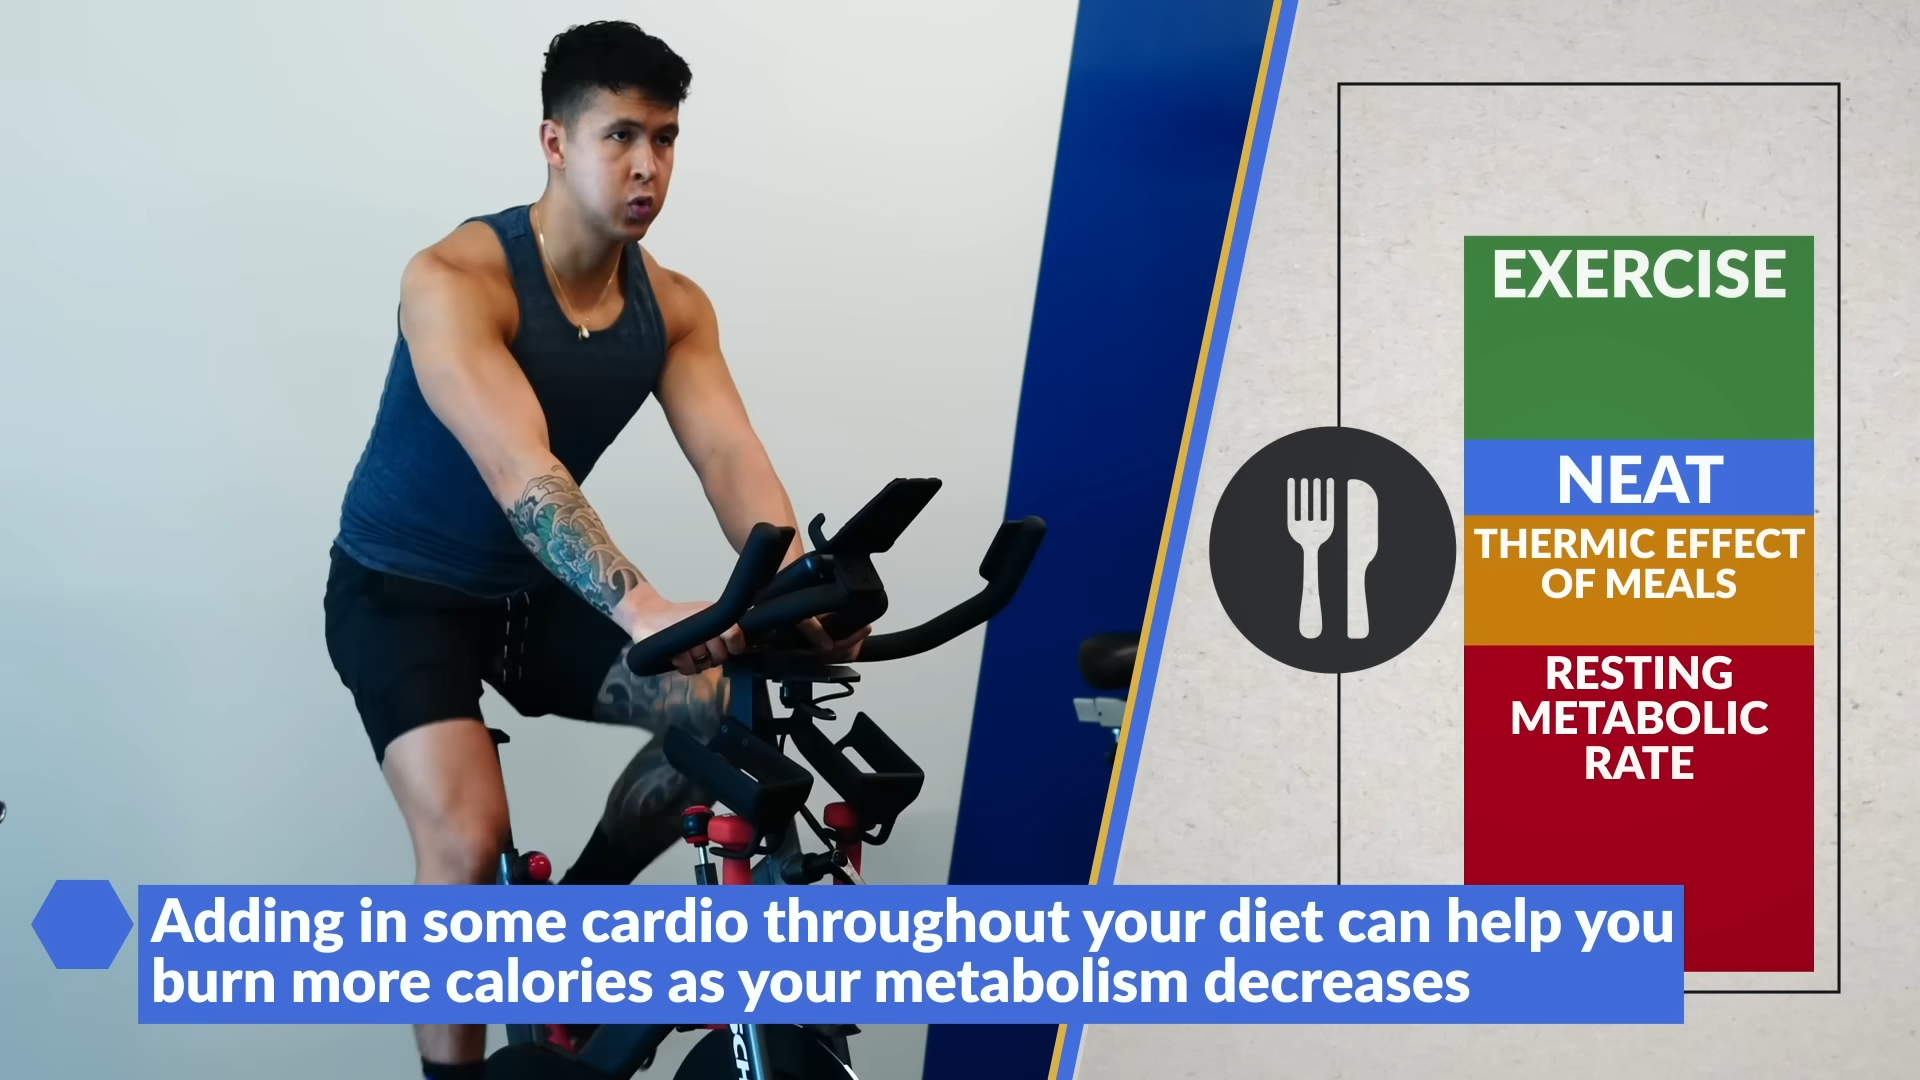 EXERCISE
NEAT
THERMIC EFFECT
OF MEALS
RESTING
METABOLIC
RATE
Adding in some cardio throughout your diet can help you
burn more calories as your metabolism decreases